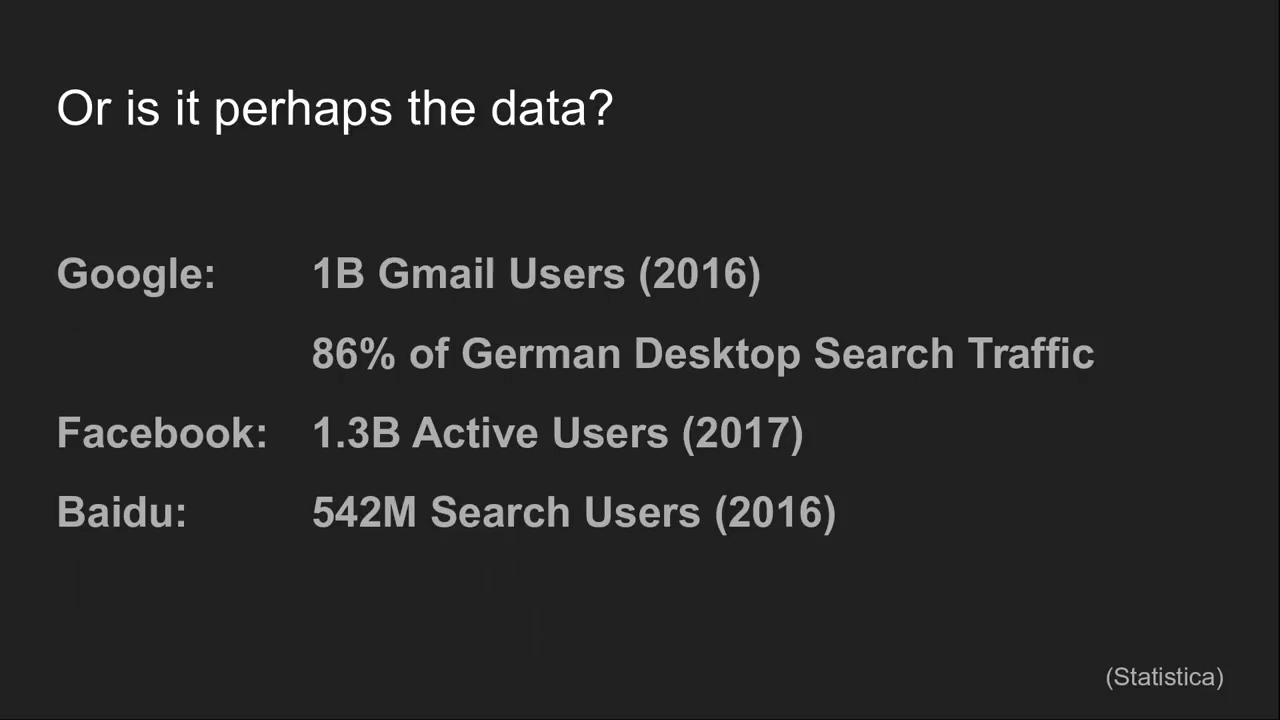 Or is it perhaps the data?
Google: 1B Gmail Users (2016)
86% of German Desktop Search Traffic
Facebook: 1.3B Active Users (2017)
Baidu: 542M Search Users (2016)
(Statistica)